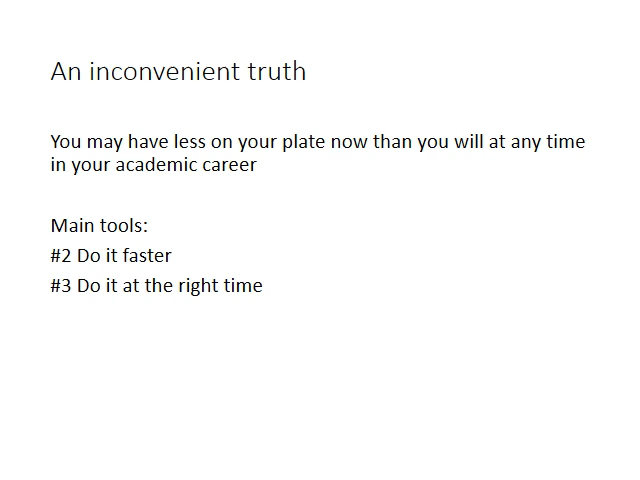 An inconvenient truth
You may have less on your plate now than you will at any time
in your academic career
Main tools:
#2 Do it faster
#3 Do it at the right time